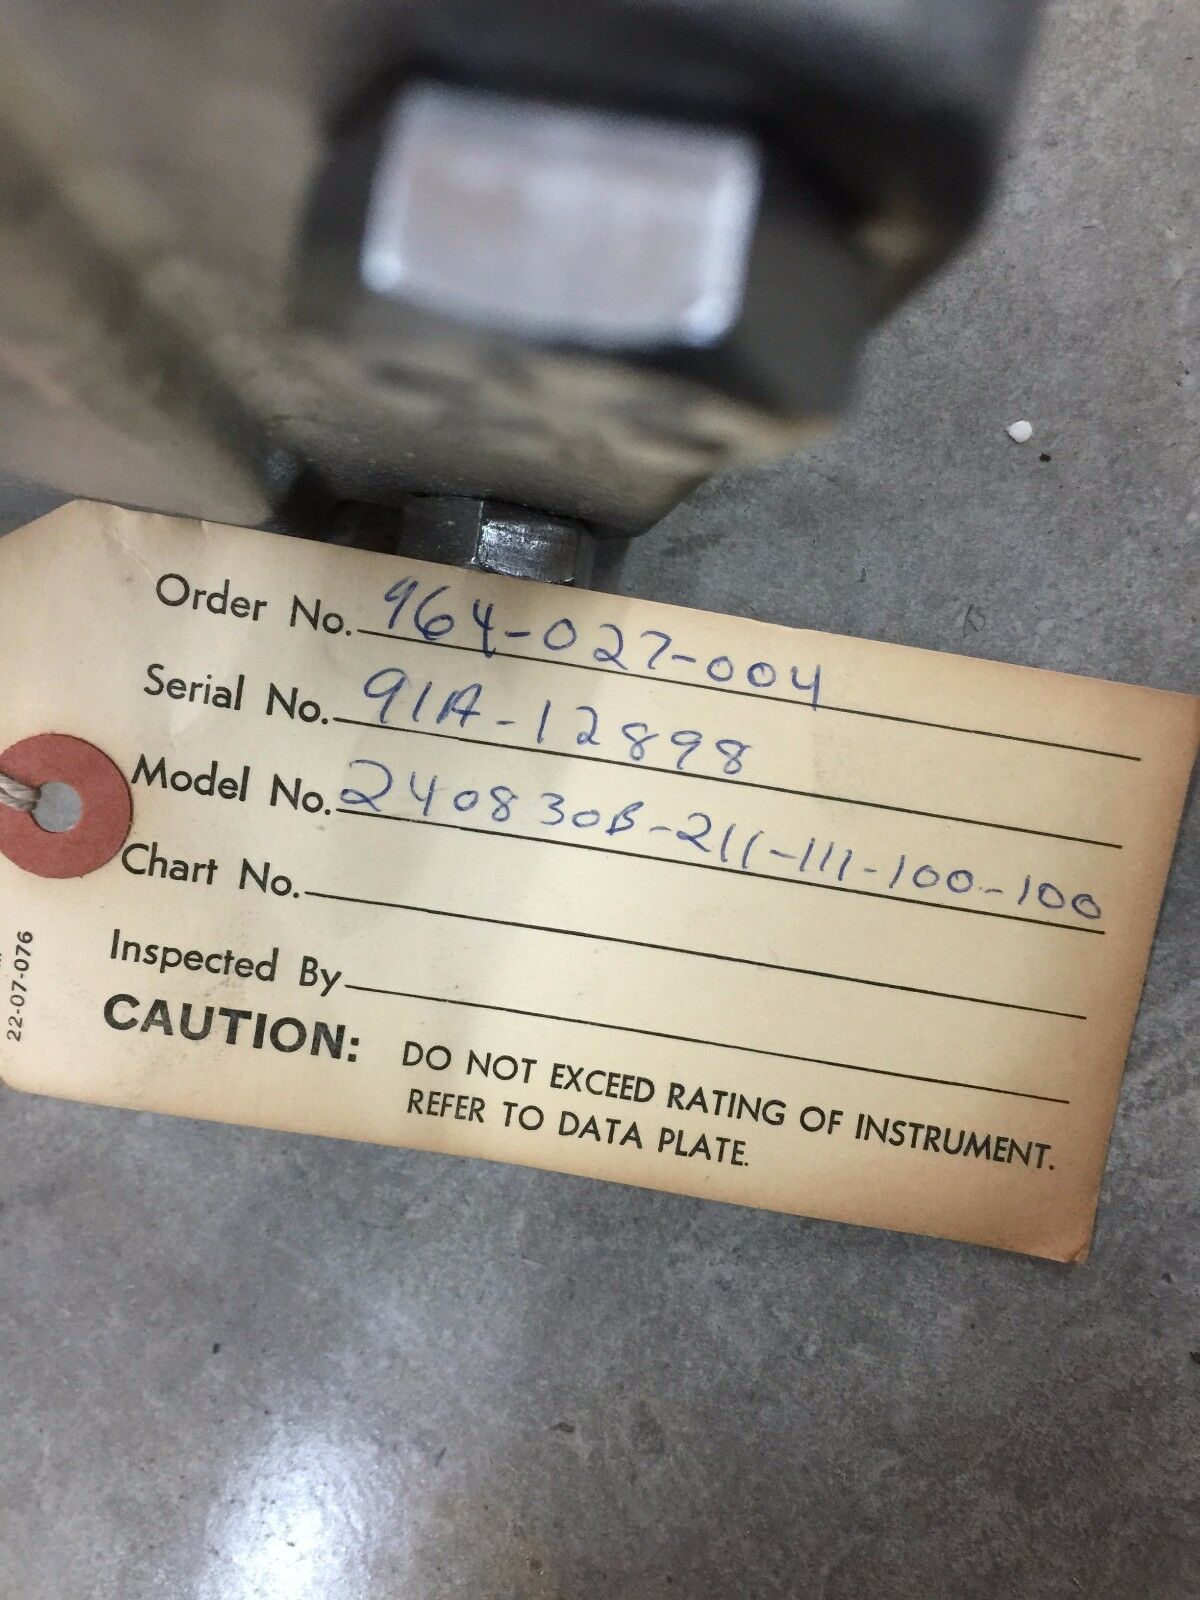 Order No. 964-027-004
Serial No. 91A-12898
Model No. 240830B-211-111-100-100
Chart No.
Inspected By
CAUTION: DO NOT EXCEED RATING OF INSTRUMENT.
REFER TO DATA PLATE.
22-07-076